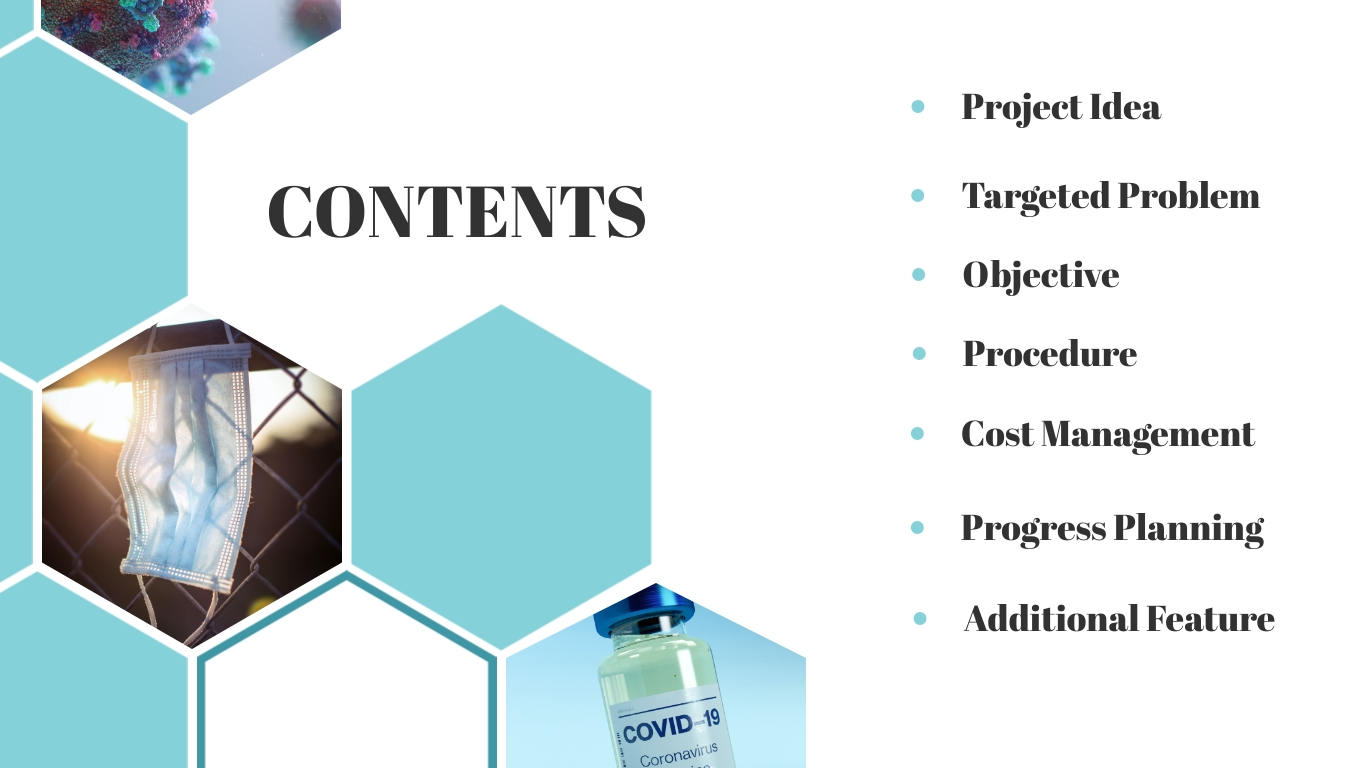 CONTENTS
Project Idea
Targeted Problem
Objective
Procedure
Cost Management
Progress Planning
Additional Feature
COVID-19
Coronavirus